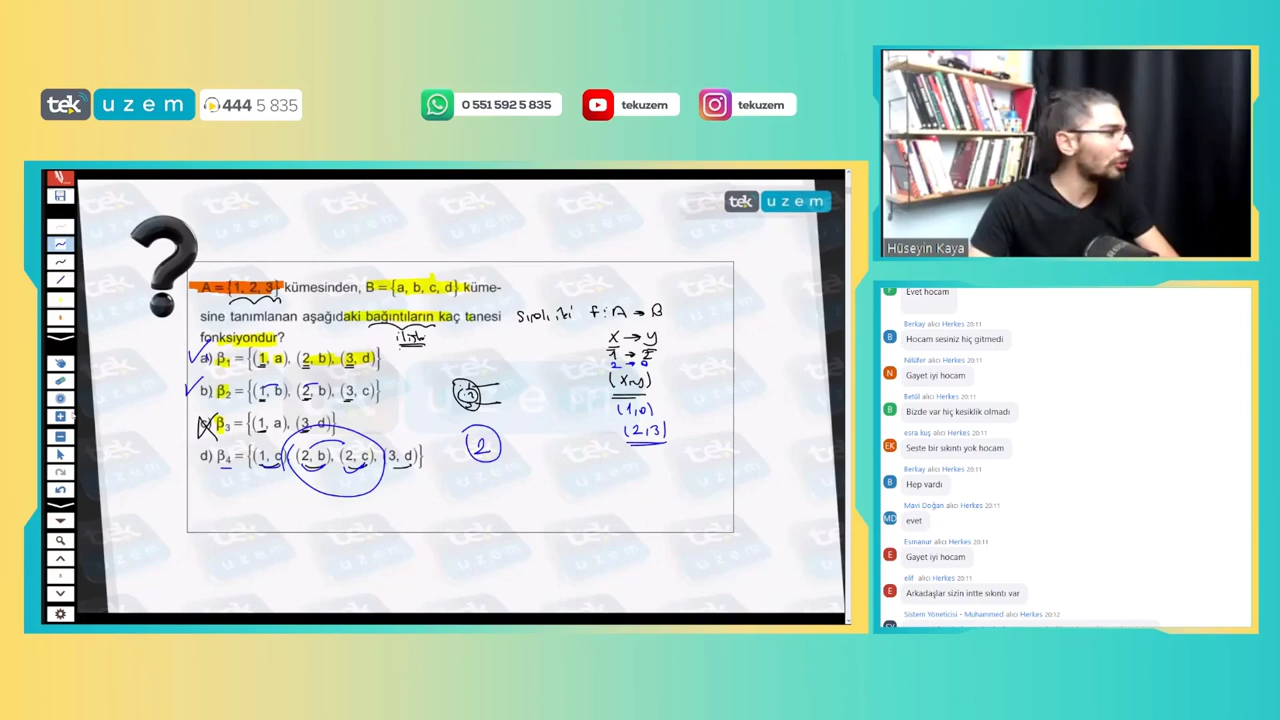 tek uzem 444 5 835
0 551 592 5 835
tekuzem
tekuzem
tek uzem
Hüseyin Kaya
A = {1, 2, 3} kümesinden, B = {a, b, c, d} küme-
sine tanımlanan aşağıdaki bağıntıların kaç tanesi
fonksiyondur?
a) β1 = {(1, a), (2, b), (3, d)}
b) β2 = {(1, b), (2, b), (3, c)}
c) β3 = {(1, a), (3, d)}
d) β4 = {(1, c), (2, b), (2, c), (3, d)}
f: A → B
x → y
(x,y)
(2,3)
2
Evet hocam
Berkay alıcı Herkes 20:11
B
Hocam sesiniz hiç gitmedi
Nilüfer alıcı Herkes 20:11
N
Gayet iyi hocam
Betül alıcı Herkes 20:11
B
Bizde var hiç kesiklik olmadı
esra kuş alıcı Herkes 20:11
EK
Seste bir sıkıntı yok hocam
Berkay alıcı Herkes 20:11
B
Hep vardı
Mavi Doğan alıcı Herkes 20:11
MD
evet
Esmanur alıcı Herkes 20:11
E
Gayet iyi hocam
elif alıcı Herkes 20:11
E
Arkadaşlar sizin intte sıkıntı var
Sistem Yöneticisi - Muhammed alıcı Herkes 20:12